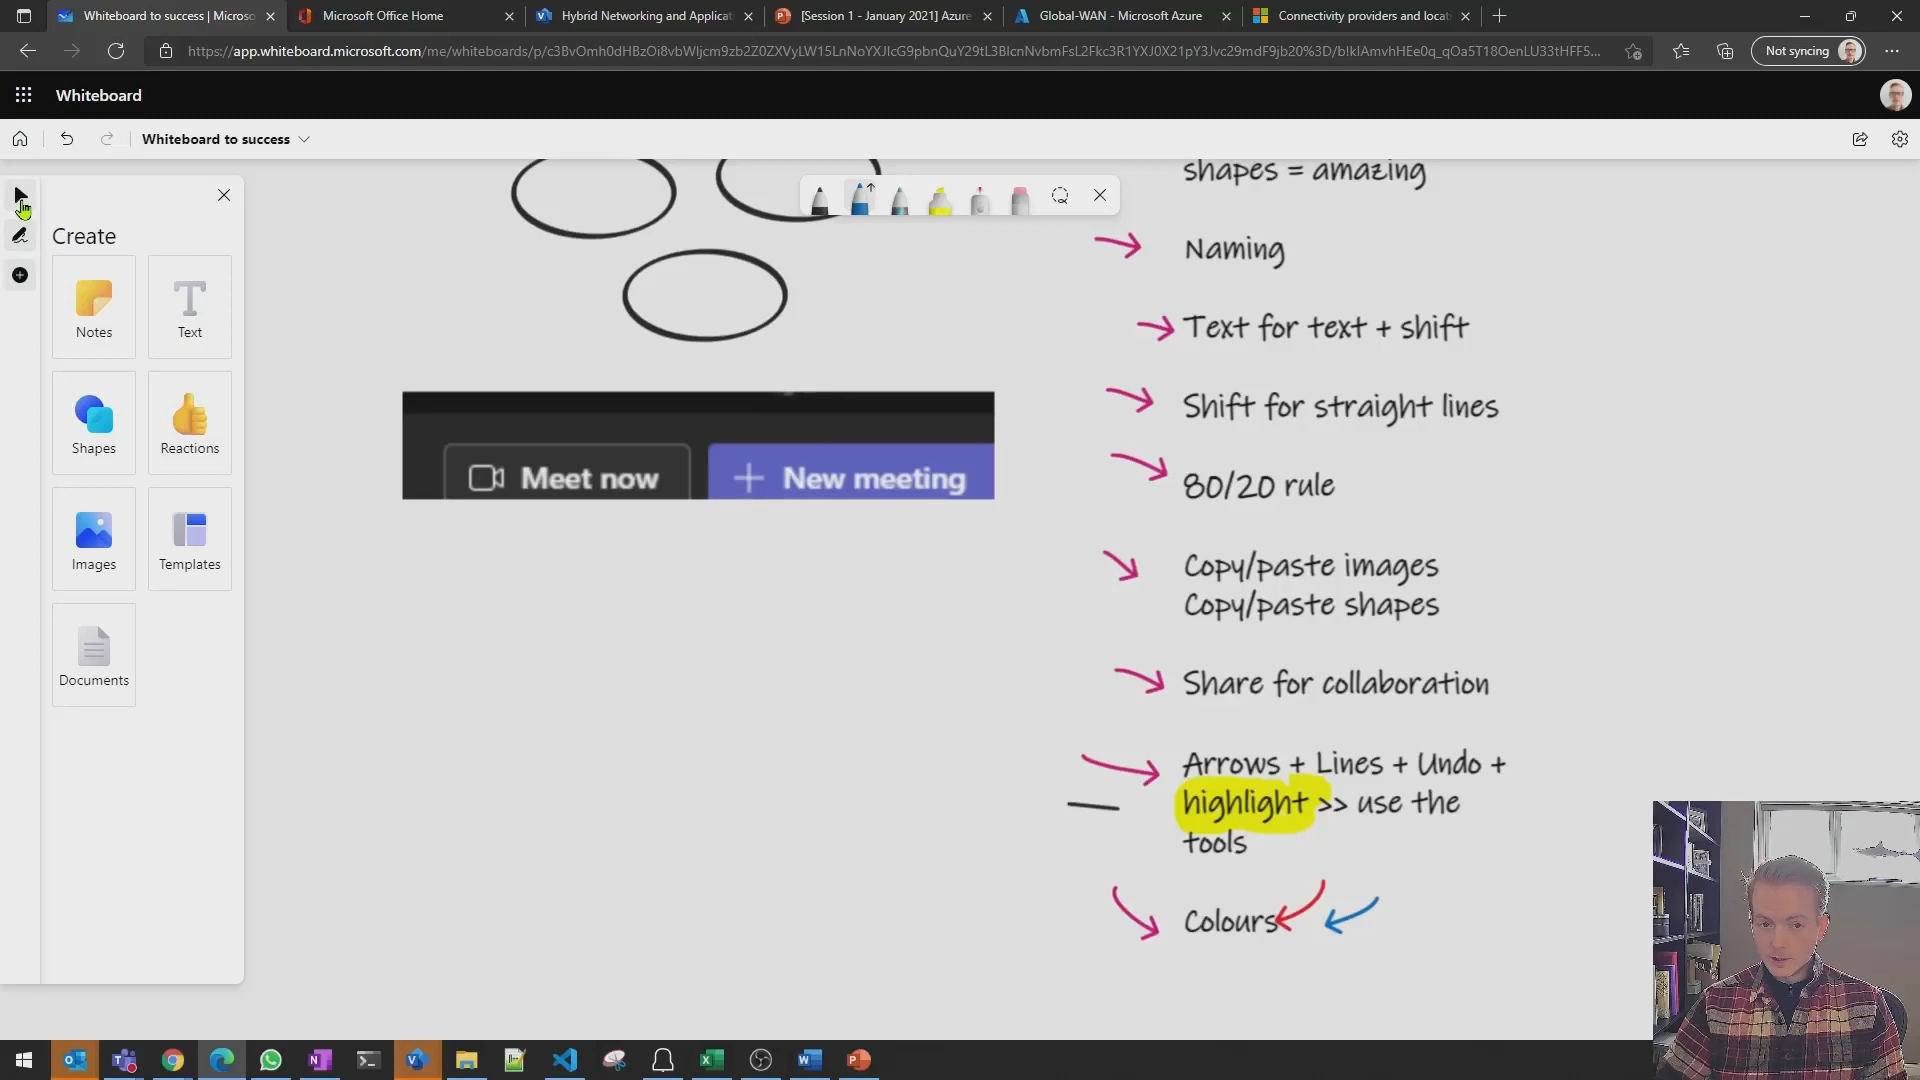 Whiteboard to success | Microso
Microsoft Office Home
Hybrid Networking and Applicat
[Session 1 - January 2021] Azure
Global-WAN - Microsoft Azure
Connectivity providers and locat
Not syncing
Whiteboard
Whiteboard to success
shapes = amazing
Create
Notes
Text
Shapes
Reactions
Images
Templates
Documents
Meet now
New meeting
Naming
Text for text + shift
Shift for straight lines
80/20 rule
Copy/paste images
Copy/paste shapes
Share for collaboration
Arrows + Lines + Undo +
highlight >> use the
tools
Colours